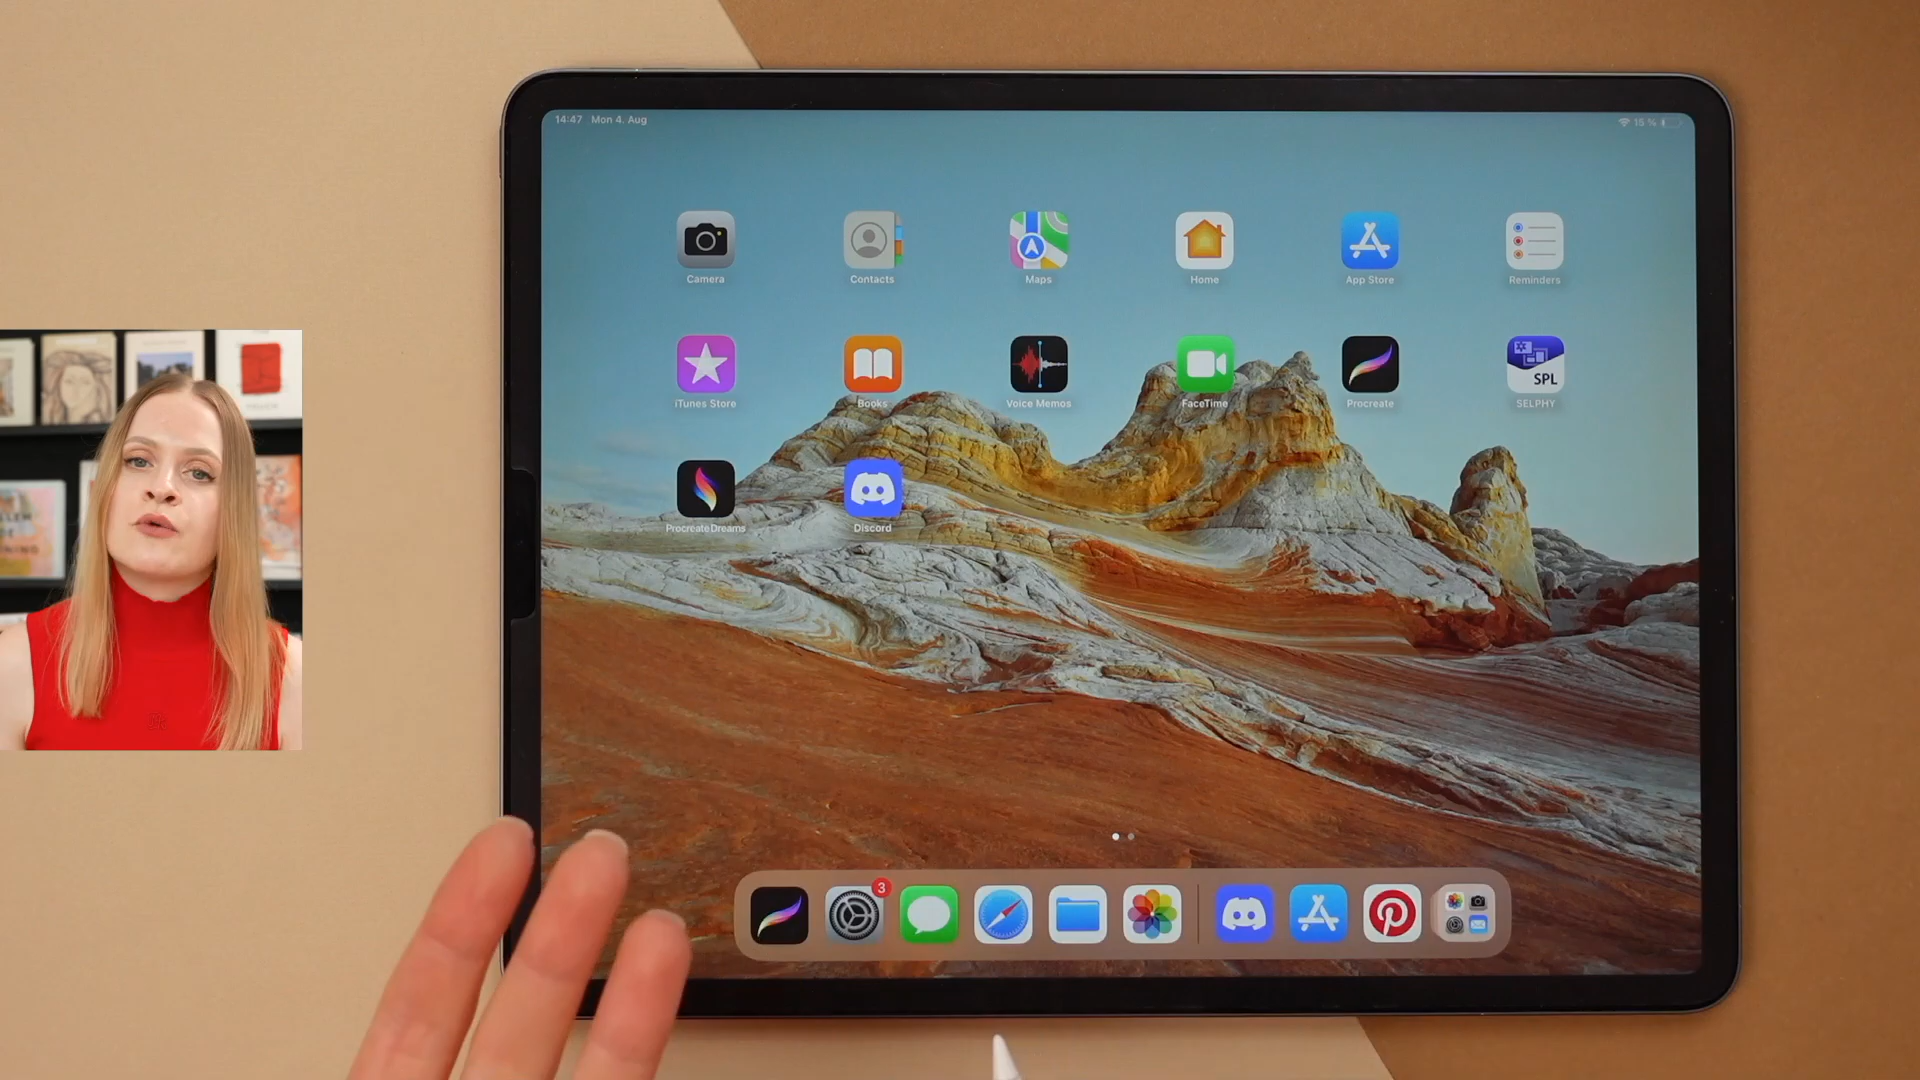 14:47 Mon 4. Aug
15 %
Camera
Contacts
Maps
Home
App Store
Reminders
iTunes Store
Books
Voice Memos
FaceTime
Procreate
SPL
SELPHY
Procreate Dreams
Discord
3